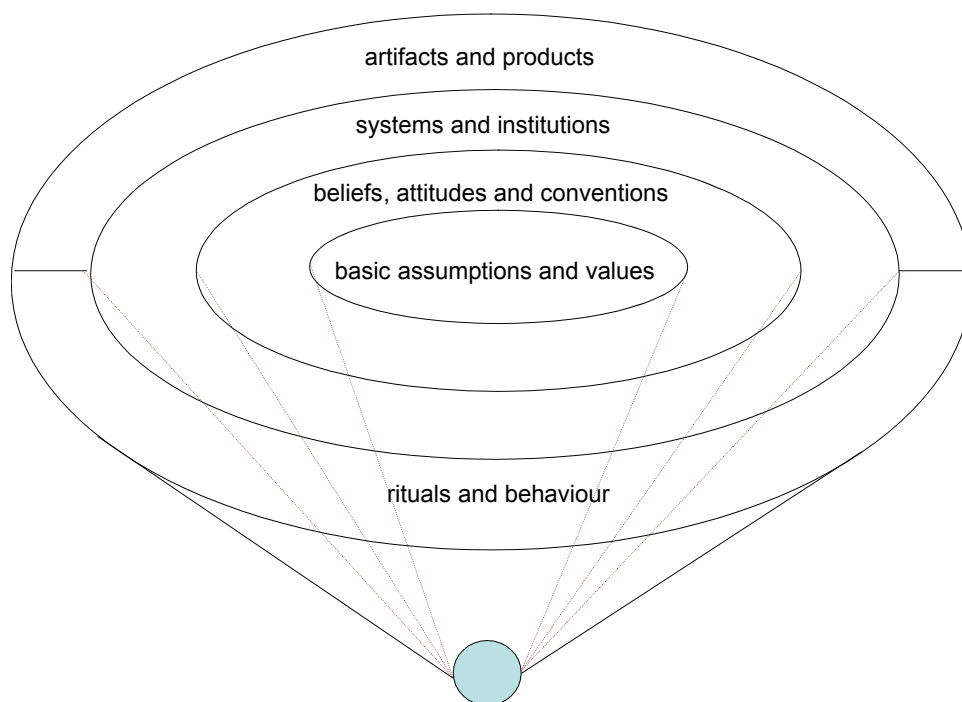 artifacts and products
systems and institutions
beliefs, attitudes and conventions
basic assumptions and values
rituals and behaviour